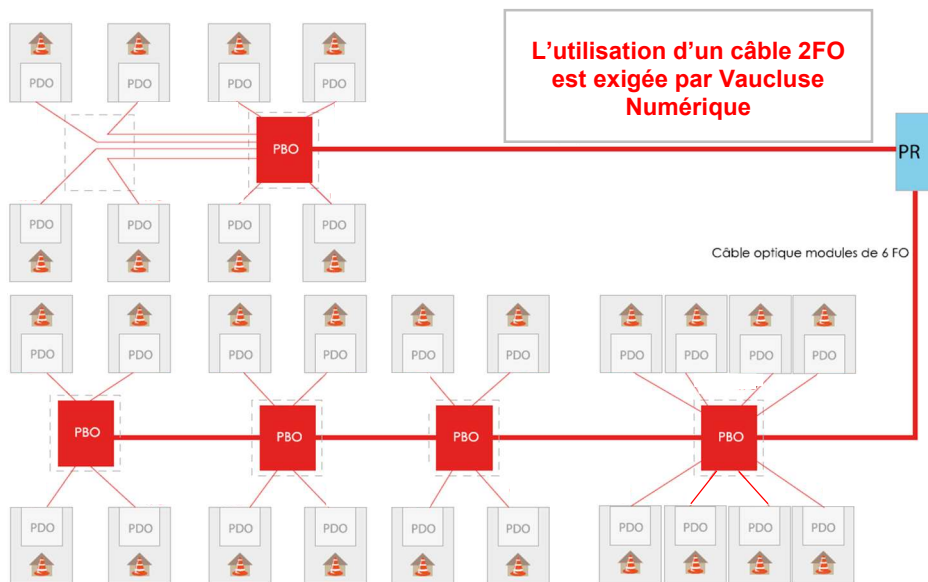 L’utilisation d’un câble 2FO
est exigée par Vaucluse
Numérique
PDO PDO PDO PDO
PBO
PR
PDO PDO PDO PDO
Câble optique modules de 6 FO
PDO PDO PDO PDO PDO PDO PDO PDO PDO PDO
PBO PBO PBO PBO
PDO PDO PDO PDO PDO PDO PDO PDO PDO PDO